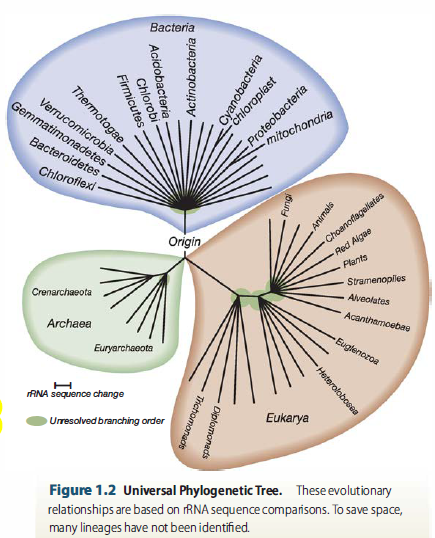 Bacteria
Chloroflexi
Bacteroidetes
Gemmatimonadetes
Verrucomicrobia
Thermotogae
Firmicutes
Chlorobi
Acidobacteria
Actinobacteria
Cyanobacteria
chloroplast
Proteobacteria
mitochondria
Origin
Fungi
Animals
Choanoflagellates
Red Algae
Plants
Stramenopiles
Alveolates
Acanthamoebae
Euglenozoa
Heterolobosea
Eukarya
Diplomonads
Trichomonads
Crenarchaeota
Archaea
Euryarchaeota
rRNA sequence change
Unresolved branching order
Figure 1.2 Universal Phylogenetic Tree. These evolutionary
relationships are based on rRNA sequence comparisons. To save space,
many lineages have not been identified.